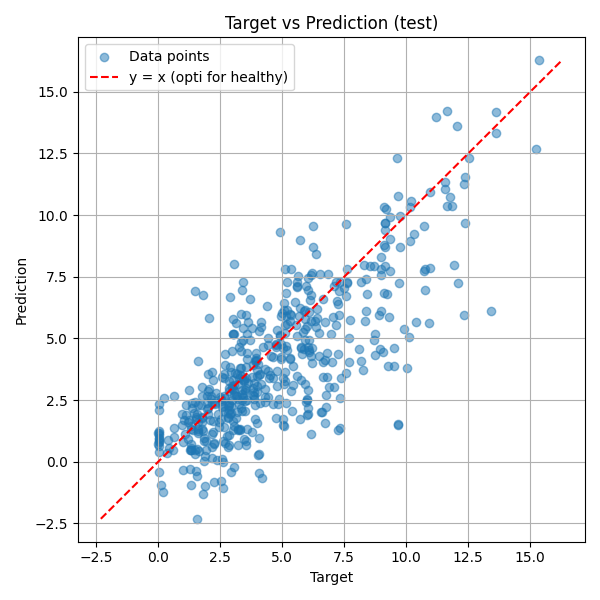 Target vs Prediction (test)
Data points
y = x (opti for healthy)
15.0
12.5
10.0
7.5
5.0
2.5
0.0
−2.5
Prediction
−2.5 0.0 2.5 5.0 7.5 10.0 12.5 15.0
Target